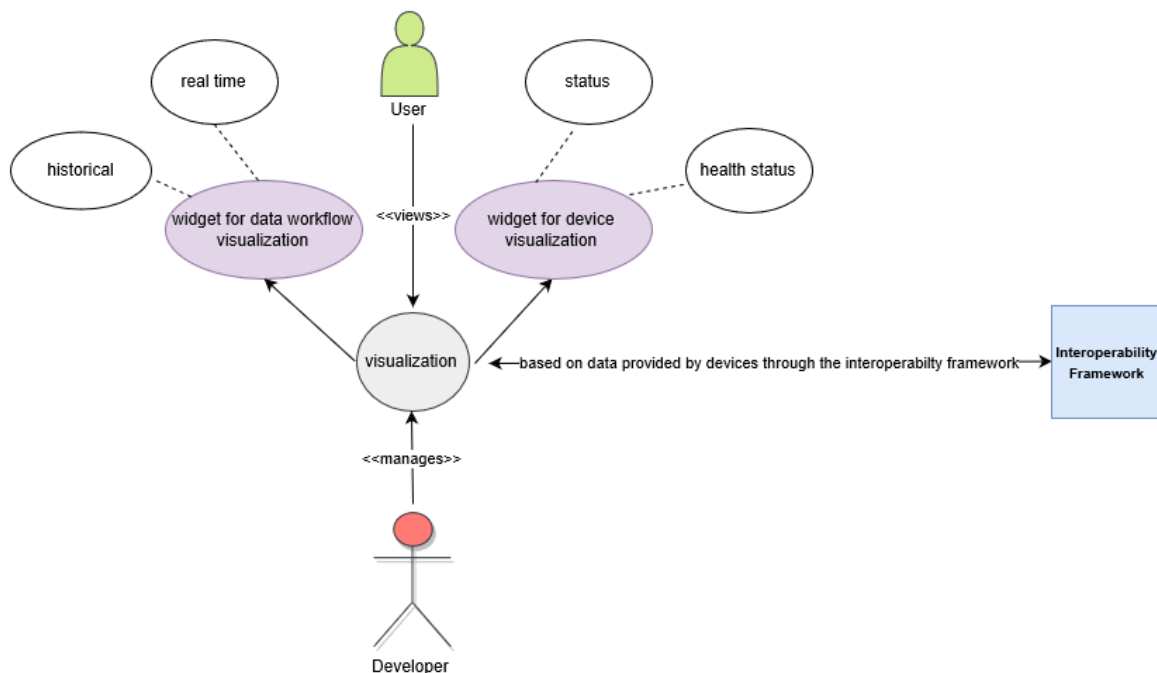 real time
status
User
historical
health status
<<views>>
widget for data workflow
visualization
widget for device
visualization
visualization
based on data provided by devices through the interoperabilty framework
Interoperability
Framework
<<manages>>
Developer